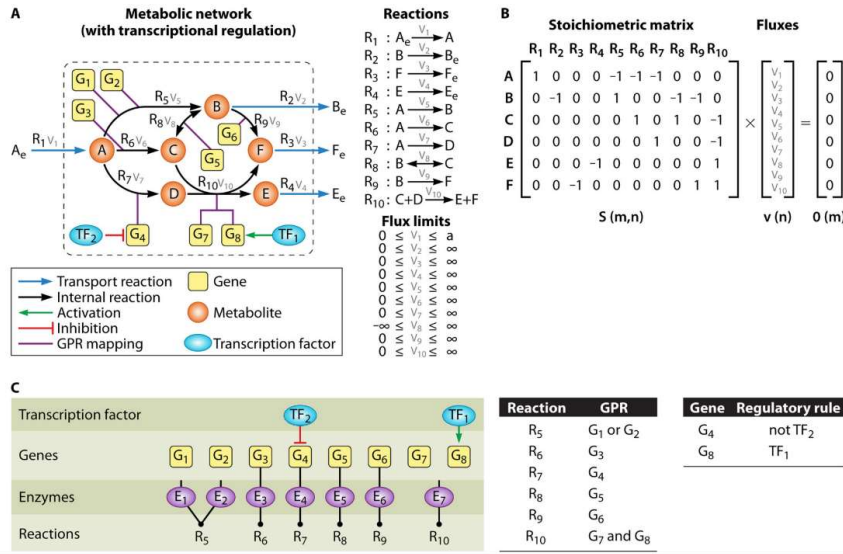 A
Metabolic network
(with transcriptional regulation)
G1 G2
G3
R5 V5
B
R2 V2
Be
R8 V8
R9 V9
G6
R1 V1
Ae
A
R6 V6
C
G5
F
R3 V3
Fe
R7 V7
R10 V10
D
E
R4 V4
Ee
TF2 G4 G7 G8 TF1
Transport reaction
Internal reaction
Activation
Inhibition
GPR mapping
Gene
Metabolite
Transcription factor
Reactions
R1 : Ae V1 A
R2 : B V2 Be
R3 : F V3 Fe
R4 : E V4 Ee
R5 : A V5 B
R6 : A V6 C
R7 : A V7 D
R8 : B V8 C
R9 : B V9 F
R10 : C+D V10 E+F
Flux limits
0 ≤ V1 ≤ a
0 ≤ V2 ≤ ∞
0 ≤ V3 ≤ ∞
0 ≤ V4 ≤ ∞
0 ≤ V5 ≤ ∞
0 ≤ V6 ≤ ∞
0 ≤ V7 ≤ ∞
-∞ ≤ V8 ≤ ∞
0 ≤ V9 ≤ ∞
0 ≤ V10 ≤ ∞
B
Stoichiometric matrix Fluxes
R1 R2 R3 R4 R5 R6 R7 R8 R9 R10
A 1 0 0 0 -1 -1 -1 0 0 0
B 0 -1 0 0 1 0 0 -1 -1 0
C 0 0 0 0 0 1 0 1 0 -1
D 0 0 0 0 0 0 1 0 0 -1
E 0 0 0 -1 0 0 0 0 0 1
F 0 0 -1 0 0 0 0 0 1 1
×
V1
V2
V3
V4
V5
V6
V7
V8
V9
V10
=
0
0
0
0
0
0
S (m,n) v (n) 0 (m)
C
Transcription factor TF2 TF1
Genes G1 G2 G3 G4 G5 G6 G7 G8
Enzymes E1 E2 E3 E4 E5 E6 E7
Reactions R5 R6 R7 R8 R9 R10
Reaction GPR
R5 G1 or G2
R6 G3
R7 G4
R8 G5
R9 G6
R10 G7 and G8
Gene Regulatory rule
G4 not TF2
G8 TF1